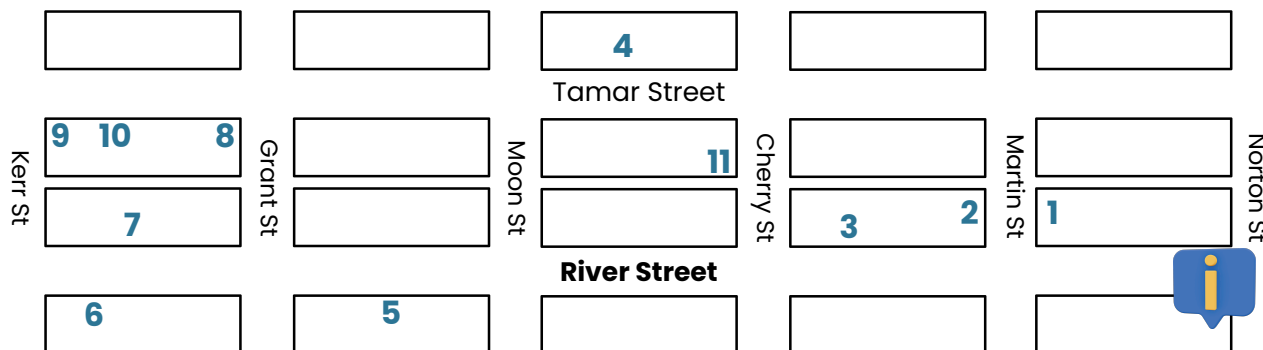 4
Tamar Street
9 10 8
11
Kerr St
Grant St
Moon St
Cherry St
Martin St
Norton St
7
3
2
1
River Street
6
5
i